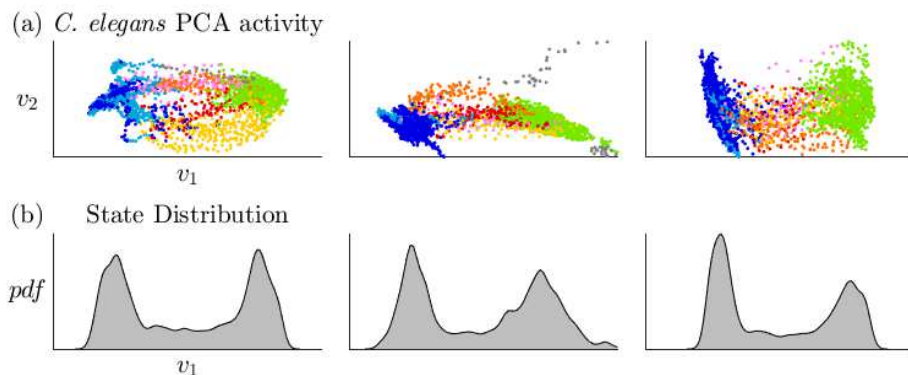 (a) C. elegans PCA activity
v₂
v₁
(b) State Distribution
pdf
v₁